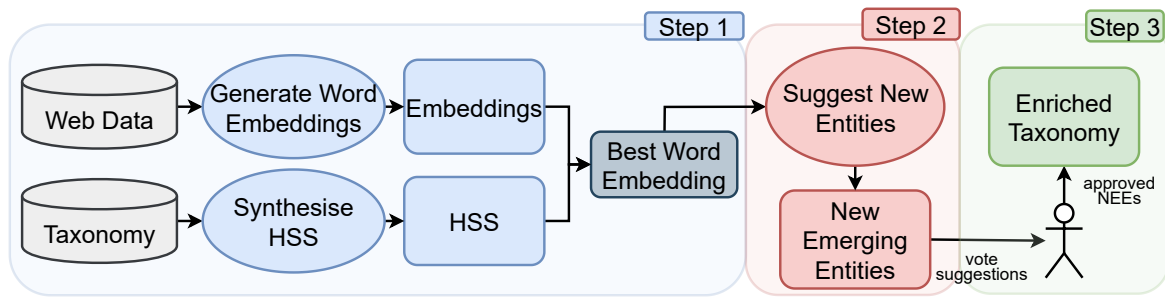 Step 1
Web Data
Generate Word
Embeddings
Embeddings
Taxonomy
Synthesise
HSS
HSS
Best Word
Embedding
Step 2
Suggest New
Entities
New
Emerging
Entities
vote
suggestions
Step 3
Enriched
Taxonomy
approved
NEEs